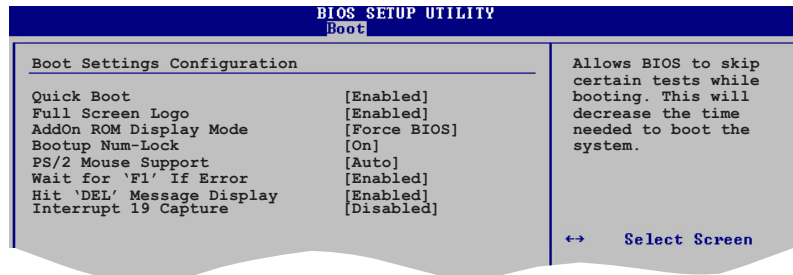 BIOS SETUP UTILITY
Boot
Boot Settings Configuration
Quick Boot [Enabled]
Full Screen Logo [Enabled]
AddOn ROM Display Mode [Force BIOS]
Bootup Num-Lock [On]
PS/2 Mouse Support [Auto]
Wait for ‘F1’ If Error [Enabled]
Hit ‘DEL’ Message Display [Enabled]
Interrupt 19 Capture [Disabled]
Allows BIOS to skip
certain tests while
booting. This will
decrease the time
needed to boot the
system.
←→ Select Screen